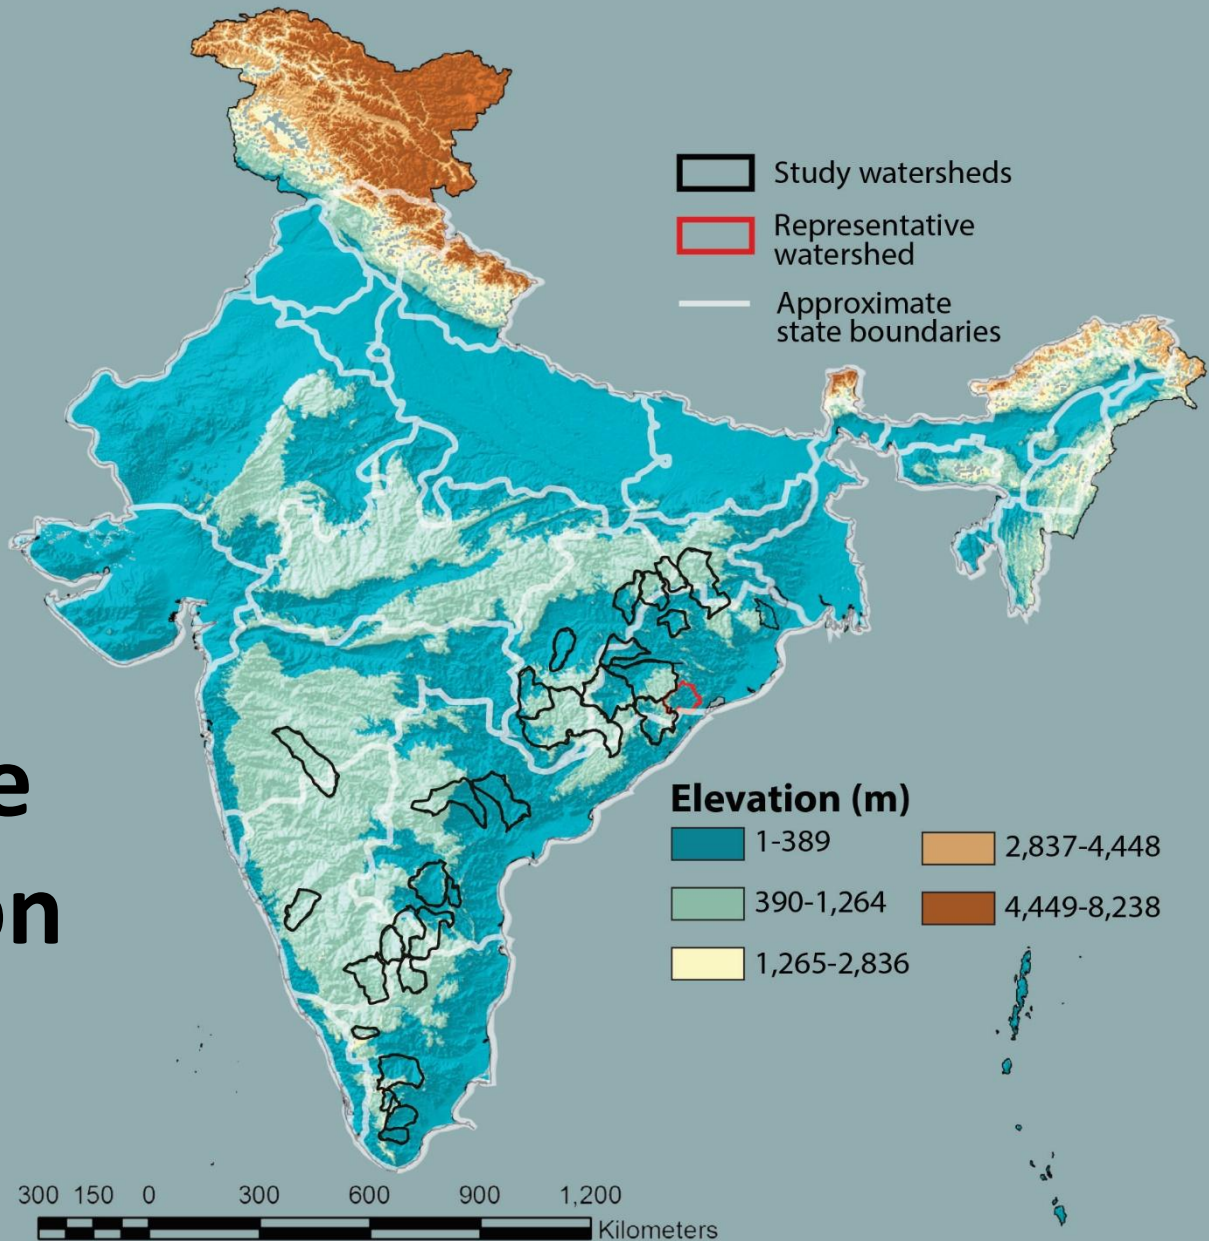 Study watersheds
Representative
watershed
Approximate
state boundaries
e
on
Elevation (m)
1-389
390-1,264
1,265-2,836
2,837-4,448
4,449-8,238
300 150 0 300 600 900 1,200
Kilometers